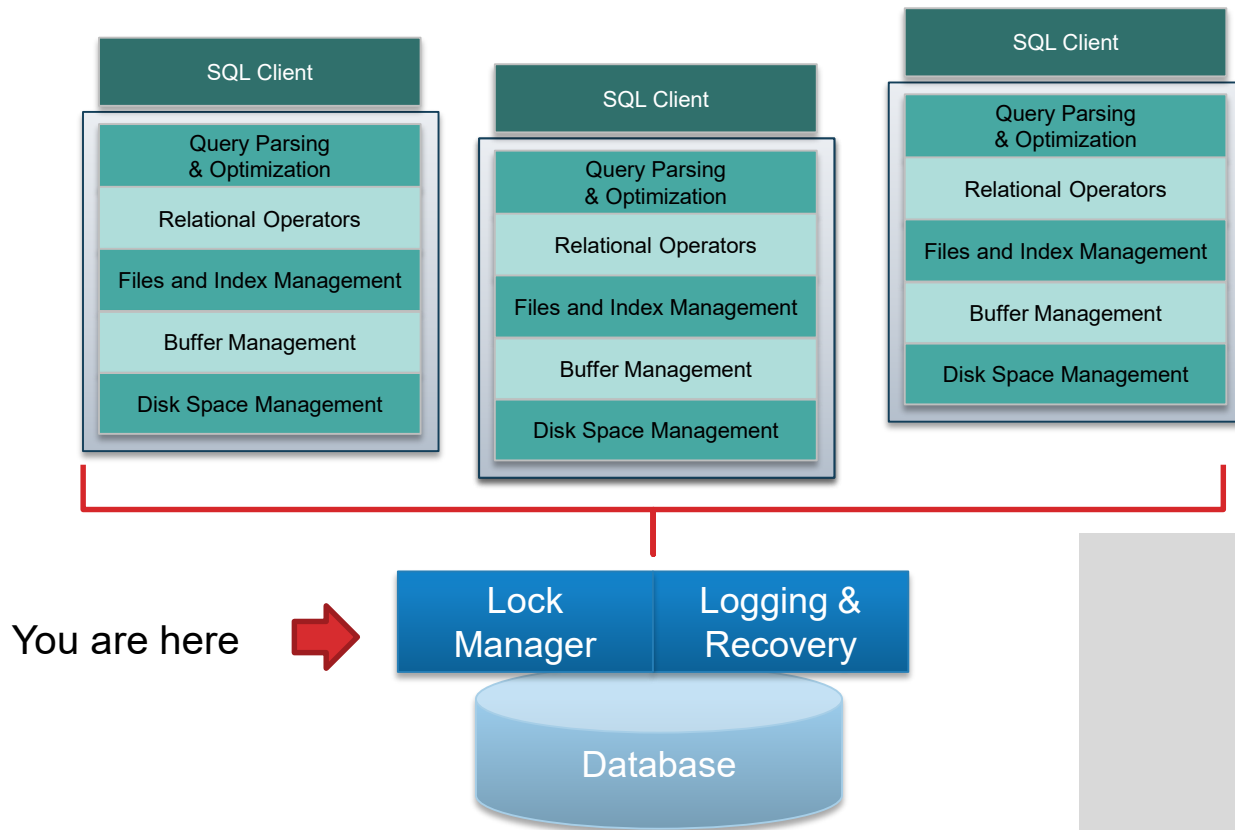 SQL Client
Query Parsing
& Optimization
Relational Operators
Files and Index Management
Buffer Management
Disk Space Management
SQL Client
Query Parsing
& Optimization
Relational Operators
Files and Index Management
Buffer Management
Disk Space Management
SQL Client
Query Parsing
& Optimization
Relational Operators
Files and Index Management
Buffer Management
Disk Space Management
You are here
Lock
Manager
Logging &
Recovery
Database